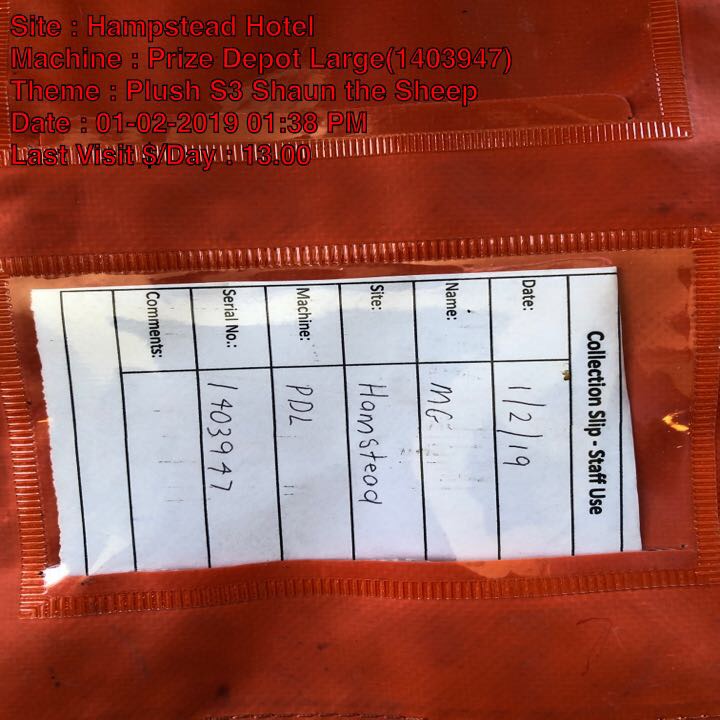 Site : Hampstead Hotel
Machine : Prize Depot Large(1403947)
Theme : Plush S3 Shaun the Sheep
Date : 01-02-2019 01:38 PM
Last Visit $/Day : 13.00
Collection Slip - Staff Use
Date: 1/2/19
Name: MG
Site: Hamstead
Machine: PDL
Serial No.: 1403947
Comments: